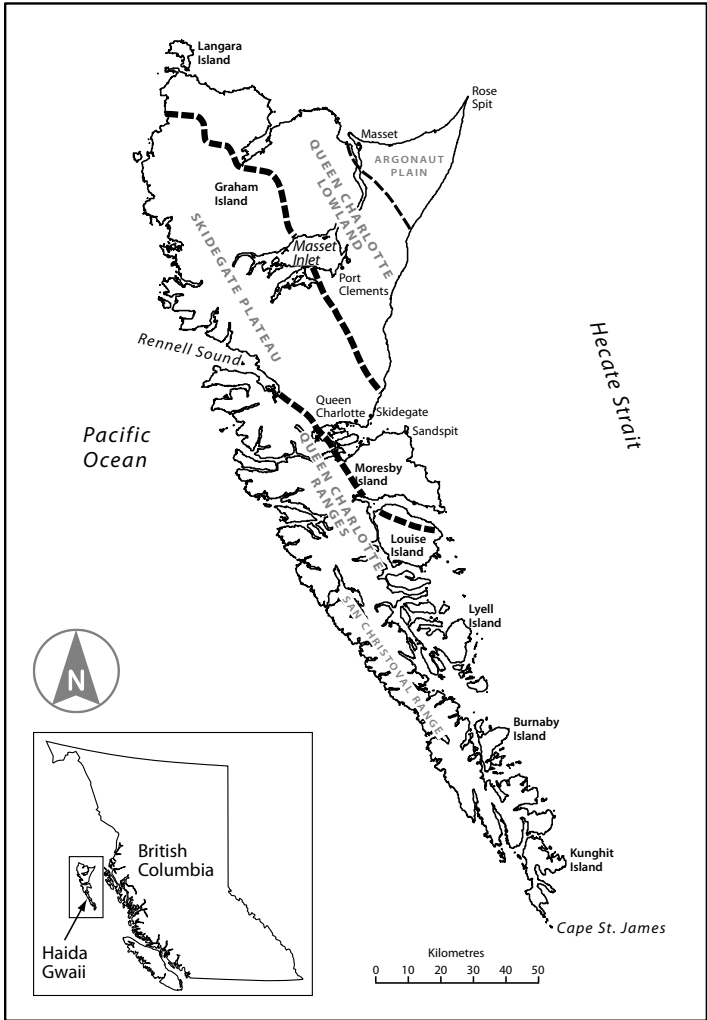 Langara
Island
Rose
Spit
Masset
ARGONAUT
PLAIN
QUEEN CHARLOTTE
LOWLAND
Graham
Island
SKIDEGATE PLATEAU
Masset
Inlet
Port
Clements
Rennell Sound
Hecate Strait
Queen
Charlotte
Skidegate
Sandspit
Pacific
Ocean
QUEEN CHARLOTTE
RANGES
Moresby
Island
Louise
Island
SAN CHRISTOVAL RANGE
Lyell
Island
N
Burnaby
Island
British
Columbia
Haida
Gwaii
Kunghit
Island
Cape St. James
Kilometres
0 10 20 30 40 50